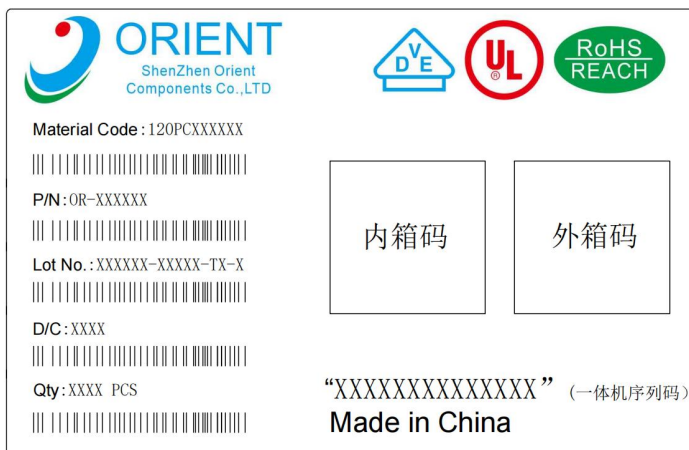 ORIENT
ShenZhen Orient
Components Co.,LTD
VDE
UL
®
RoHS
REACH
Material Code:120PCXXXXXX
P/N:OR-XXXXXX
Lot No.:XXXXXX-XXXXX-TX-X
D/C:XXXX
Qty:XXXX PCS
内箱码
外箱码
“XXXXXXXXXXXXXX”(一体机序列码)
Made in China